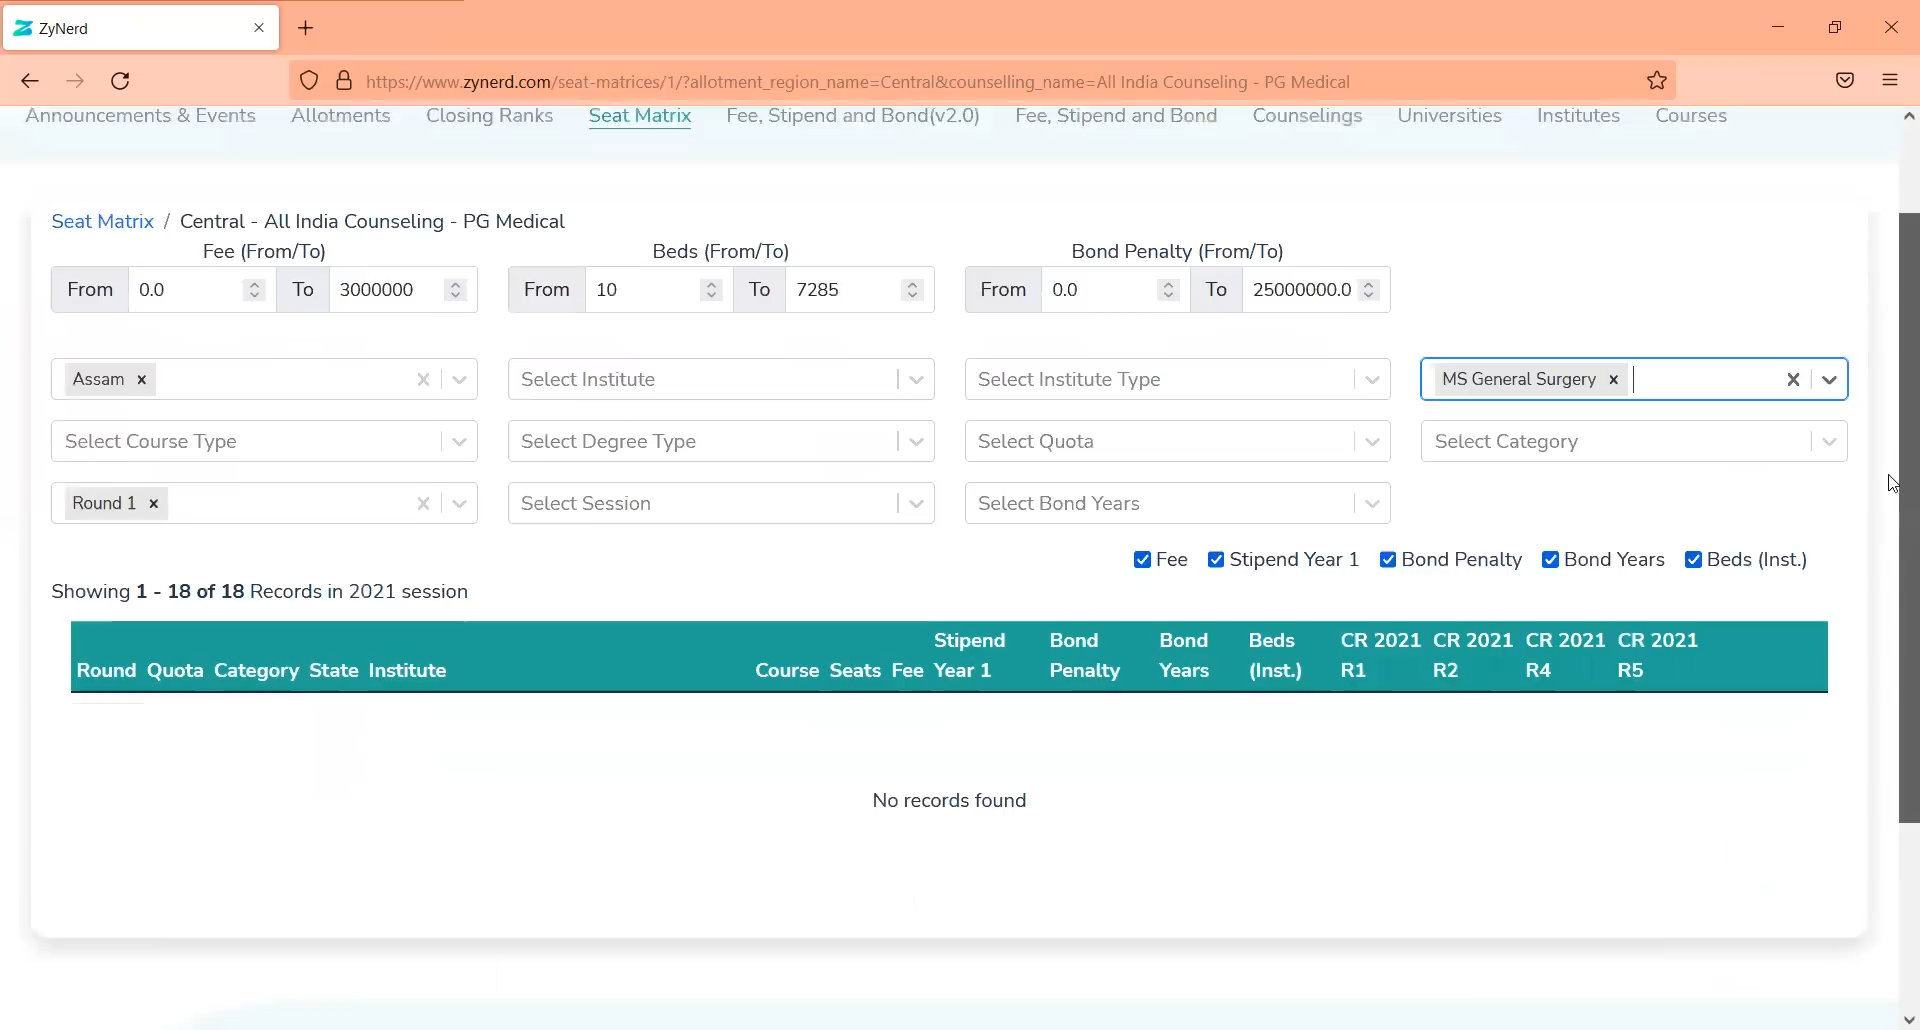 ZyNerd
https://www.zynerd.com/seat-matrices/1/?allotment_region_name=Central&counselling_name=All India Counseling - PG Medical
Announcements & Events Allotments Closing Ranks Seat Matrix Fee, Stipend and Bond(v2.0) Fee, Stipend and Bond Counselings Universities Institutes Courses
Seat Matrix / Central - All India Counseling - PG Medical
Fee (From/To) Beds (From/To) Bond Penalty (From/To)
From 0.0 To 3000000 From 10 To 7285 From 0.0 To 25000000.0
Assam Select Institute Select Institute Type MS General Surgery
Select Course Type Select Degree Type Select Quota Select Category
Round 1 Select Session Select Bond Years
Fee Stipend Year 1 Bond Penalty Bond Years Beds (Inst.)
Showing 1 - 18 of 18 Records in 2021 session
Round Quota Category State Institute Course Seats Fee Stipend Year 1 Bond Penalty Bond Years Beds (Inst.) CR 2021 R1 CR 2021 R2 CR 2021 R4 CR 2021 R5
No records found